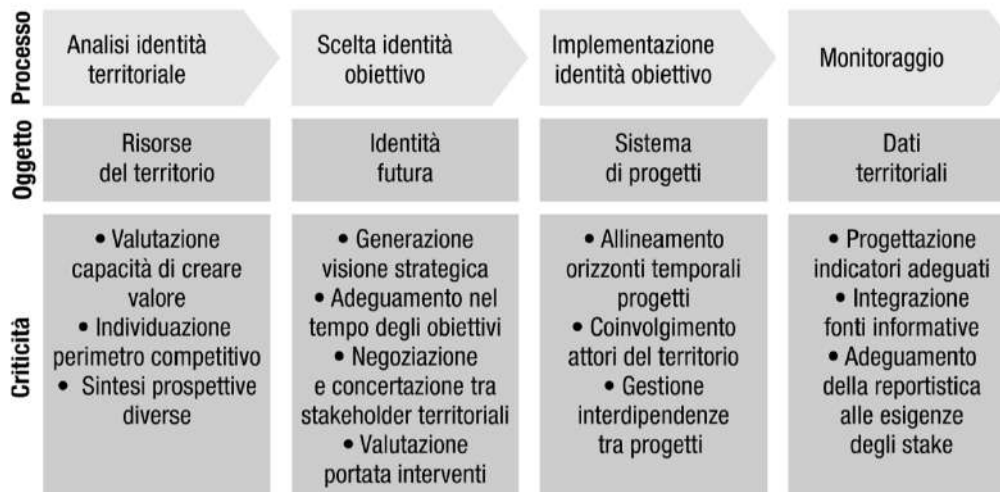 Processo
Analisi identità
territoriale
Scelta identità
obiettivo
Implementazione
identità obiettivo
Monitoraggio
Oggetto
Risorse
del territorio
Identità
futura
Sistema
di progetti
Dati
territoriali
Criticità
• Valutazione
capacità di creare
valore
• Individuazione
perimetro competitivo
• Sintesi prospettive
diverse
• Generazione
visione strategica
• Adeguamento nel
tempo degli obiettivi
• Negoziazione
e concertazione tra
stakeholder territoriali
• Valutazione
portata interventi
• Allineamento
orizzonti temporali
progetti
• Coinvolgimento
attori del territorio
• Gestione
interdipendenze
tra progetti
• Progettazione
indicatori adeguati
• Integrazione
fonti informative
• Adeguamento
della reportistica
alle esigenze
degli stake